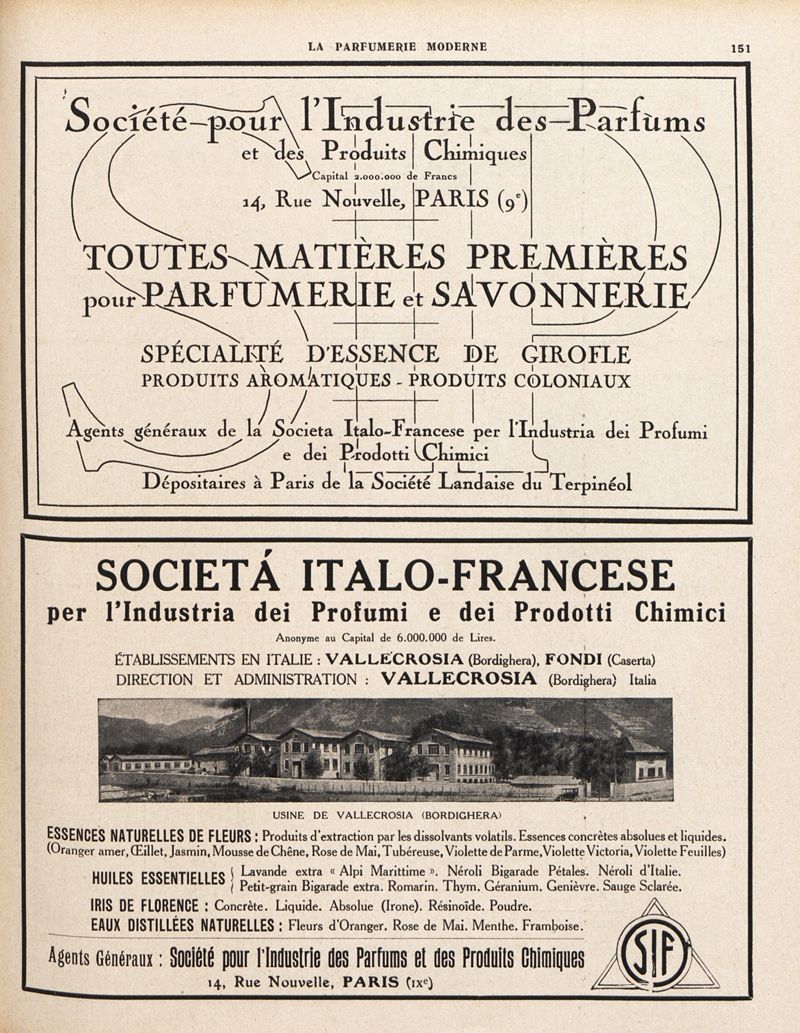 LA PARFUMERIE MODERNE
151
Société pour l'Industrie des Parfums
et des Produits Chimiques
Capital 2.000.000 de Francs
14, Rue Nouvelle, PARIS (9e)
TOUTES MATIÈRES PREMIÈRES
pour PARFUMERIE et SAVONNERIE
SPÉCIALITÉ D'ESSENCE DE GIROFLE
PRODUITS AROMATIQUES - PRODUITS COLONIAUX
Agents généraux de la Societa Italo-Francese per l'Industria dei Profumi
e dei Prodotti Chimici
Dépositaires à Paris de la Société Landaise du Terpinéol
SOCIETÁ ITALO-FRANCESE
per l'Industria dei Profumi e dei Prodotti Chimici
Anonyme au Capital de 6.000.000 de Lires.
ÉTABLISSEMENTS EN ITALIE : VALLECROSIA (Bordighera), FONDI (Caserta)
DIRECTION ET ADMINISTRATION : VALLECROSIA (Bordighera) Italia
USINE DE VALLECROSIA (BORDIGHERA)
ESSENCES NATURELLES DE FLEURS : Produits d'extraction par les dissolvants volatils. Essences concrètes absolues et liquides.
(Oranger amer, Œillet, Jasmin, Mousse de Chêne, Rose de Mai, Tubéreuse, Violette de Parme, Violette Victoria, Violette Feuilles)
HUILES ESSENTIELLES { Lavande extra « Alpi Marittime ». Néroli Bigarade Pétales. Néroli d'Italie.
Petit-grain Bigarade extra. Romarin. Thym. Géranium. Genièvre. Sauge Sclarée.
IRIS DE FLORENCE : Concrète. Liquide. Absolue (Irone). Résinoïde. Poudre.
EAUX DISTILLÉES NATURELLES : Fleurs d'Oranger. Rose de Mai. Menthe. Framboise.
Agents Généraux : Société pour l'Industrie des Parfums et des Produits Chimiques
14, Rue Nouvelle, PARIS (IXe)
SIF